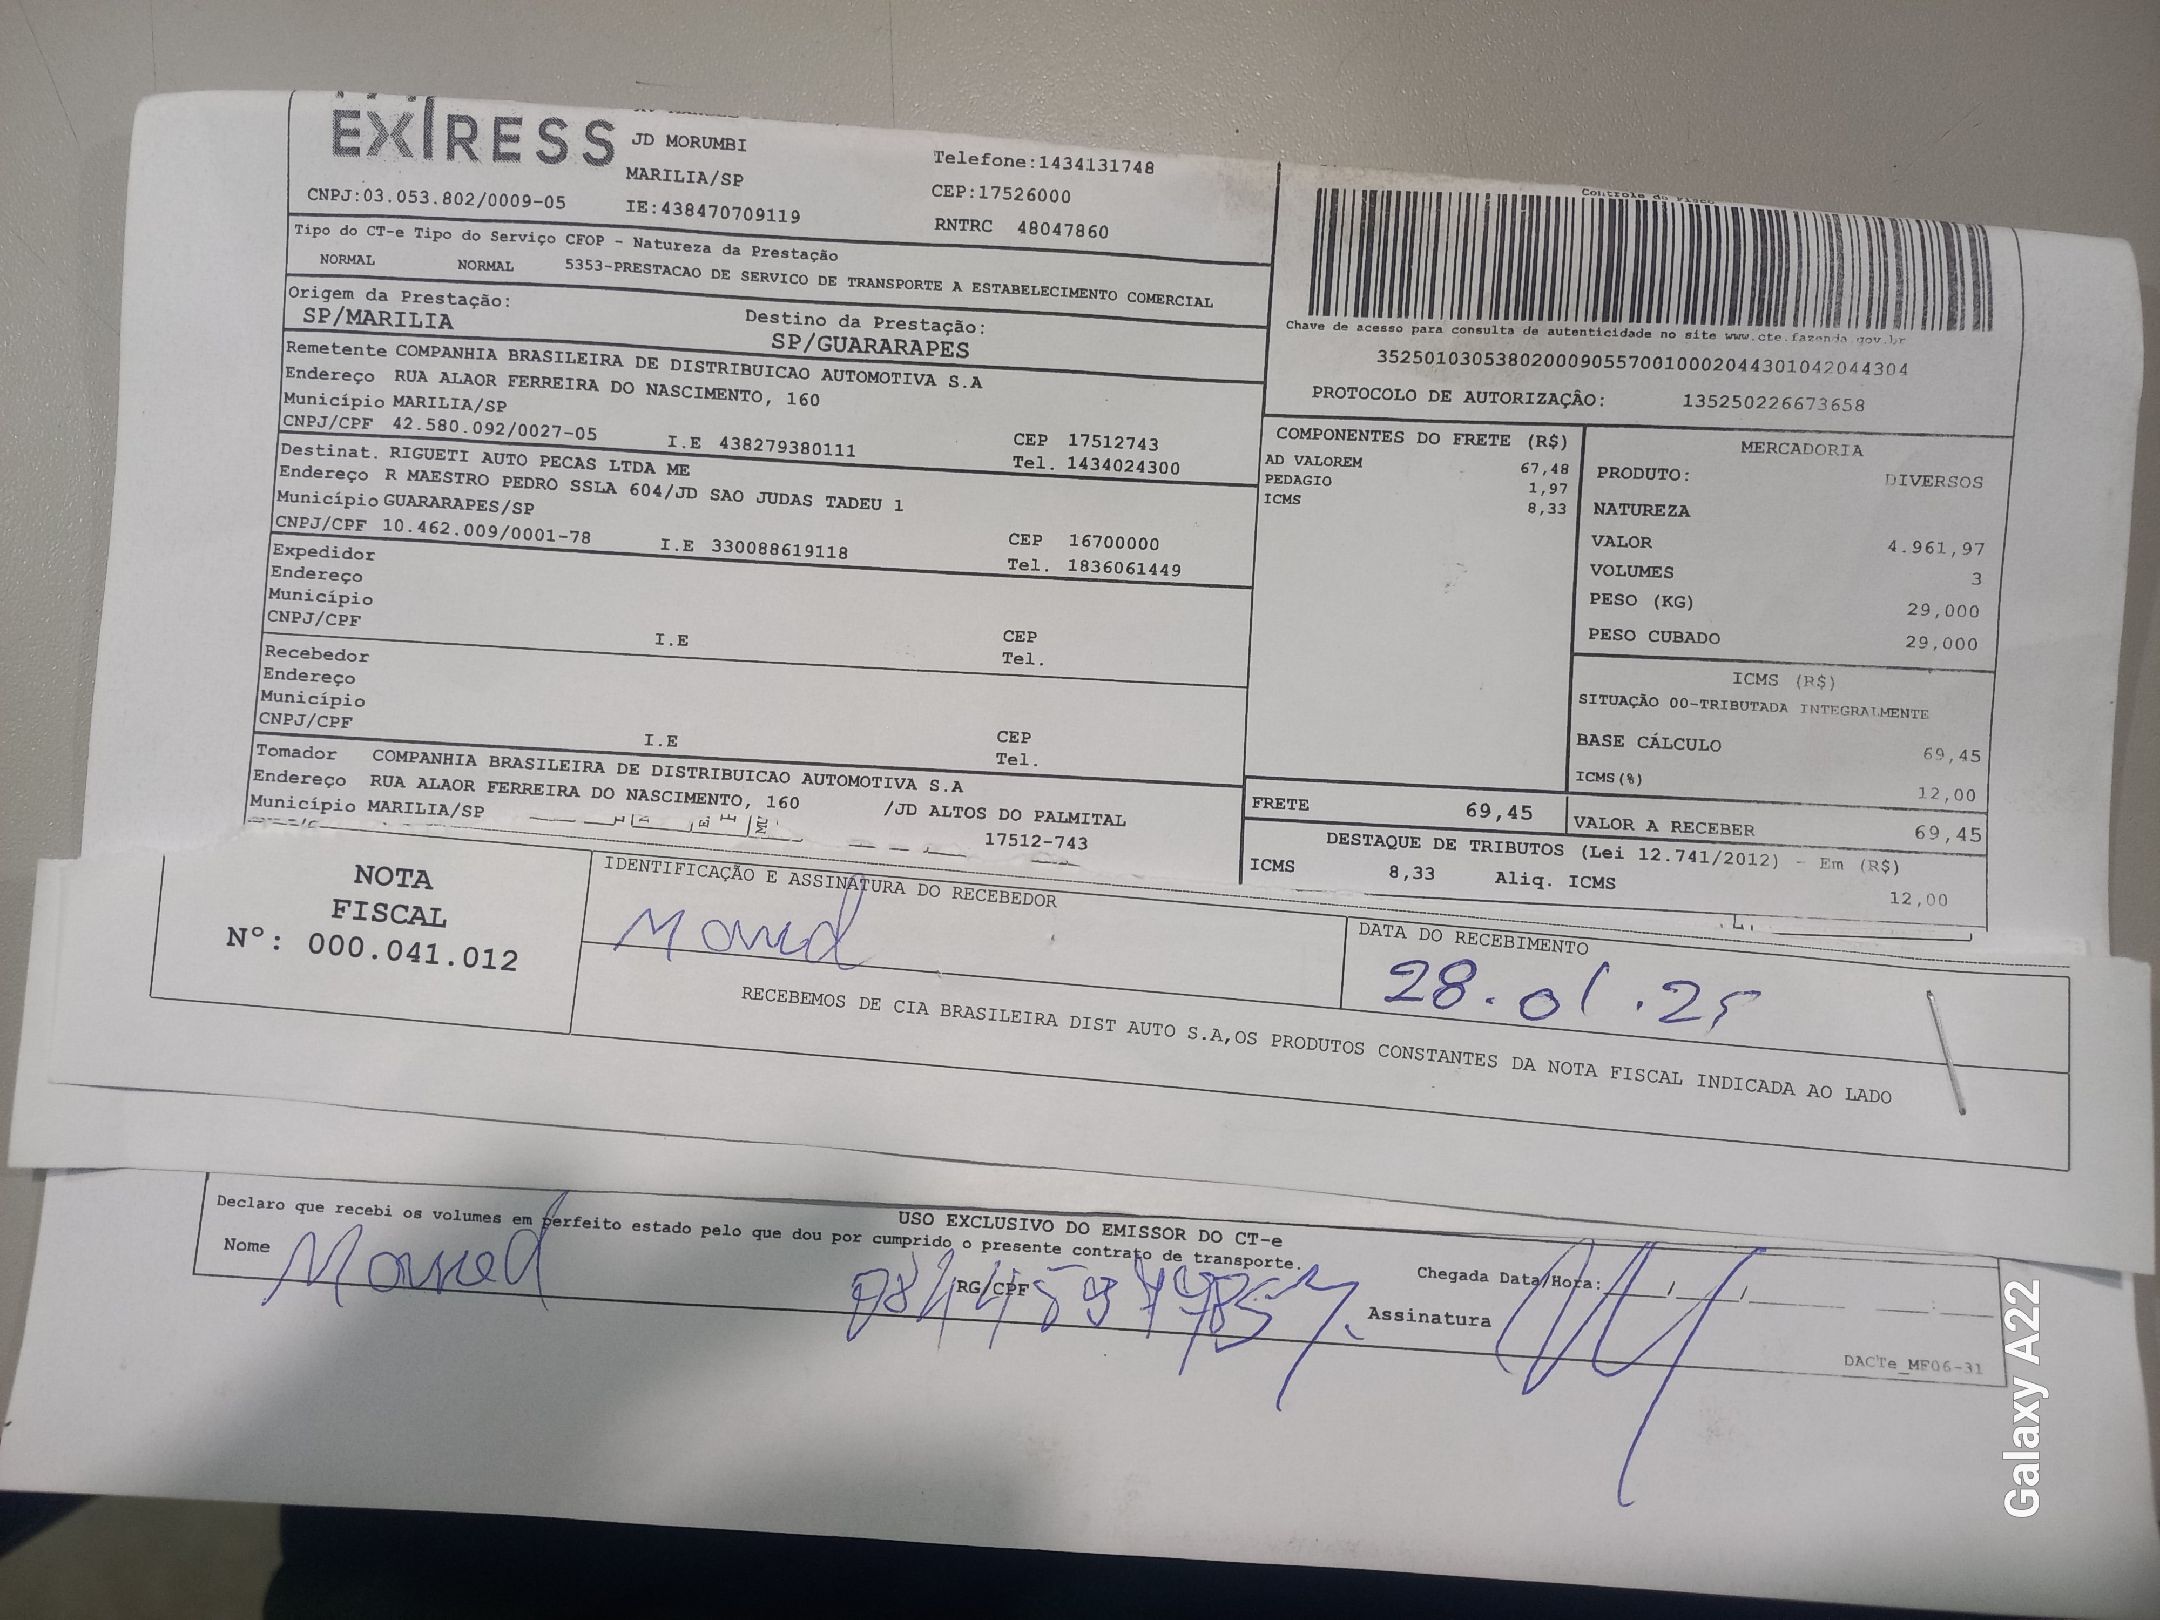 EXPRESS
JD MORUMBI
Telefone:1434131748
MARILIA/SP
CEP:17526000
CNPJ:03.053.802/0009-05
IE:438470709119
RNTRC 48047860
Controle do Fisco
Tipo do CT-e Tipo do Serviço CFOP - Natureza da Prestação
NORMAL NORMAL 5353-PRESTACAO DE SERVICO DE TRANSPORTE A ESTABELECIMENTO COMERCIAL
Origem da Prestação:
SP/MARILIA
Destino da Prestação:
SP/GUARARAPES
Chave de acesso para consulta de autenticidade no site www.cte.fazenda.gov.br
35250103053802000905570010002044301042044304
PROTOCOLO DE AUTORIZAÇÂO: 135250226673658
Remetente COMPANHIA BRASILEIRA DE DISTRIBUICAO AUTOMOTIVA S.A
Endereço RUA ALAOR FERREIRA DO NASCIMENTO, 160
Município MARILIA/SP
CEP 17512743
CNPJ/CPF 42.580.092/0027-05 I.E 438279380111 Tel. 1434024300
Destinat. RIGUETI AUTO PECAS LTDA ME
Endereço R MAESTRO PEDRO SSLA 604/JD SAO JUDAS TADEU 1
Município GUARARAPES/SP
CEP 16700000
CNPJ/CPF 10.462.009/0001-78 I.E 330088619118 Tel. 1836061449
Expedidor
Endereço
Município
CEP
CNPJ/CPF I.E Tel.
Recebedor
Endereço
Município
CEP
CNPJ/CPF I.E Tel.
Tomador COMPANHIA BRASILEIRA DE DISTRIBUICAO AUTOMOTIVA S.A
Endereço RUA ALAOR FERREIRA DO NASCIMENTO, 160 /JD ALTOS DO PALMITAL
Município MARILIA/SP 17512-743
COMPONENTES DO FRETE (R$)
AD VALOREM 67,48
PEDAGIO 1,97
ICMS 8,33
MERCADORIA
PRODUTO: DIVERSOS
NATUREZA
VALOR 4.961,97
VOLUMES 3
PESO (KG) 29,000
PESO CUBADO 29,000
ICMS (R$)
SITUAÇÃO 00-TRIBUTADA INTEGRALMENTE
BASE CÁLCULO 69,45
ICMS(%) 12,00
FRETE 69,45
VALOR A RECEBER 69,45
DESTAQUE DE TRIBUTOS (Lei 12.741/2012) - Em (R$)
ICMS 8,33 Aliq. ICMS 12,00
NOTA
FISCAL
Nº: 000.041.012
IDENTIFICAÇÃO E ASSINATURA DO RECEBEDOR
DATA DO RECEBIMENTO
28.01.25
RECEBEMOS DE CIA BRASILEIRA DIST AUTO S.A,OS PRODUTOS CONSTANTES DA NOTA FISCAL INDICADA AO LADO
USO EXCLUSIVO DO EMISSOR DO CT-e
Declaro que recebi os volumes em perfeito estado pelo que dou por cumprido o presente contrato de transporte.
Nome
RG/CPF
Chegada Data/Hora: / / :
Assinatura
DACTe_MF06-31
Galaxy A22